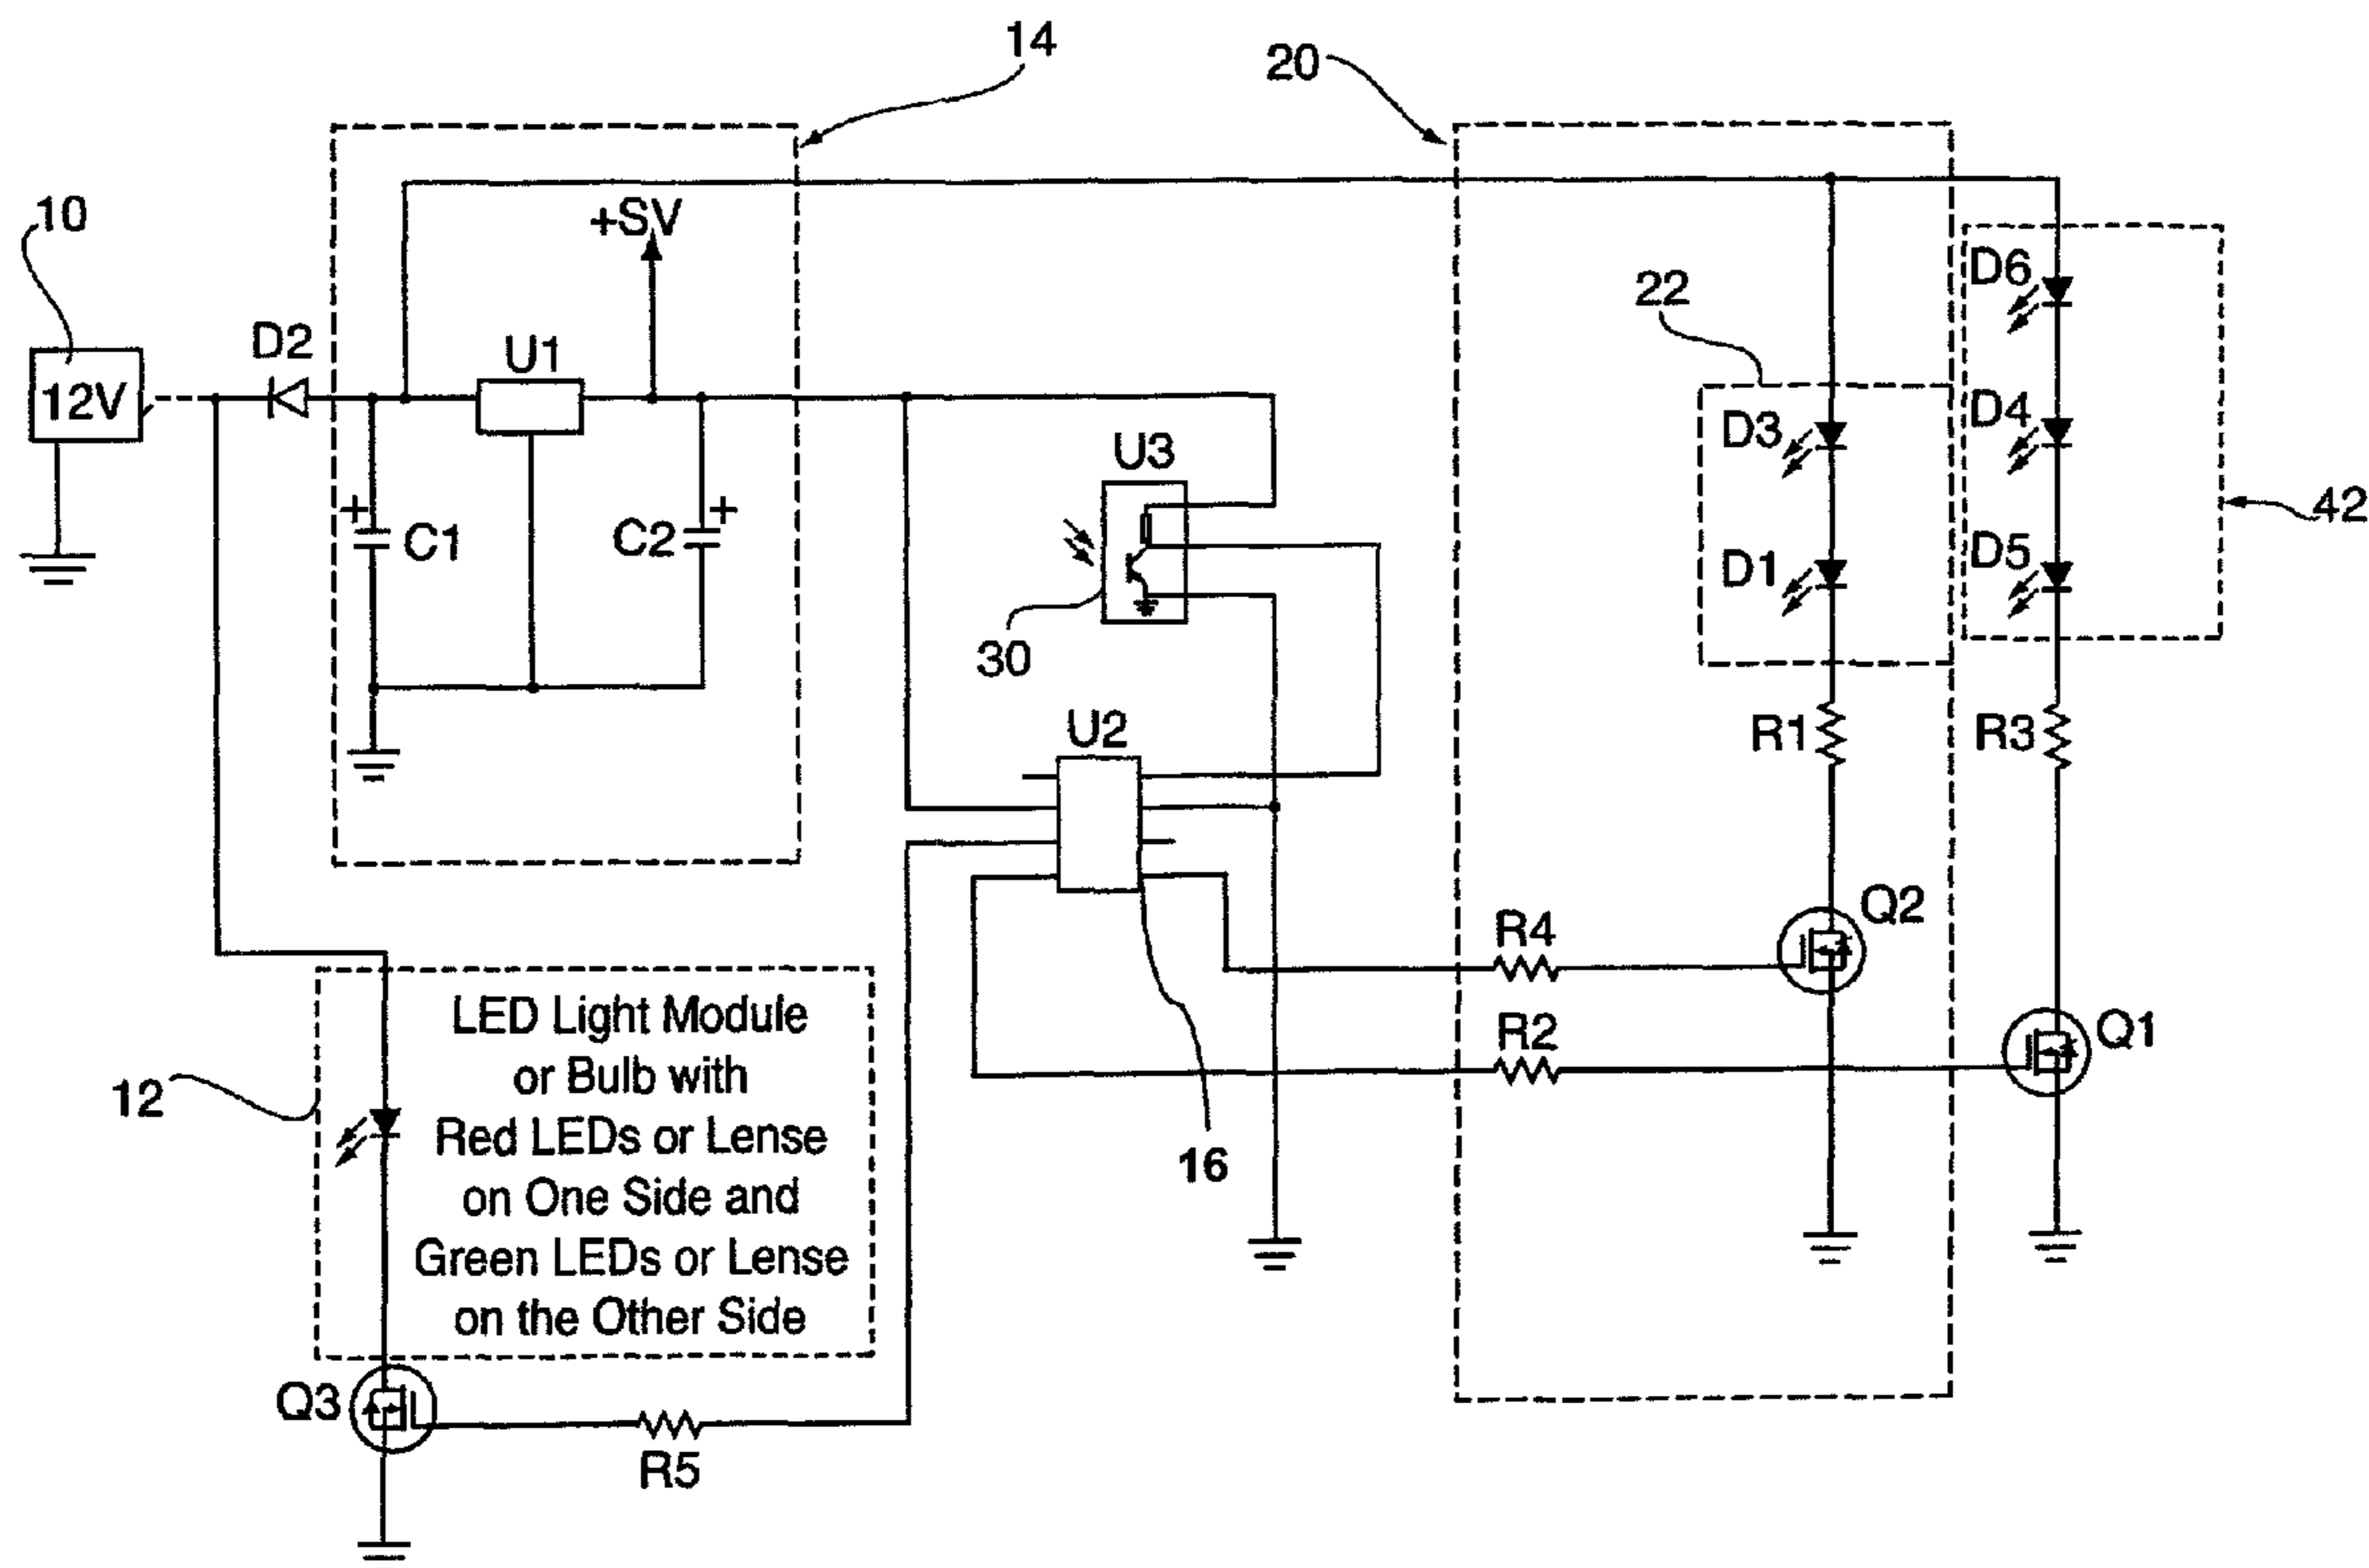 14
20
10
+SV
22
D6
D2
U1
12V
D3
D4
42
U3
+
C1
C2
+
D1
D5
30
U2
R1
R3
Q2
R4
LED Light Module
or Bulb with
Red LEDs or Lense
on One Side and
Green LEDs or Lense
on the Other Side
R2
Q1
12
16
Q3
R5